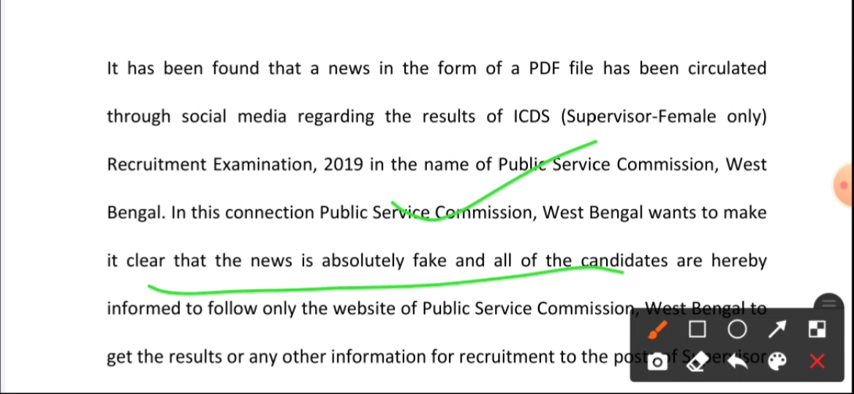 It has been found that a news in the form of a PDF file has been circulated
through social media regarding the results of ICDS (Supervisor-Female only)
Recruitment Examination, 2019 in the name of Public Service Commission, West
Bengal. In this connection Public Service Commission, West Bengal wants to make
it clear that the news is absolutely fake and all of the candidates are hereby
informed to follow only the website of Public Service Commission, West Bengal to
get the results or any other information for recruitment to the post of Supervisor